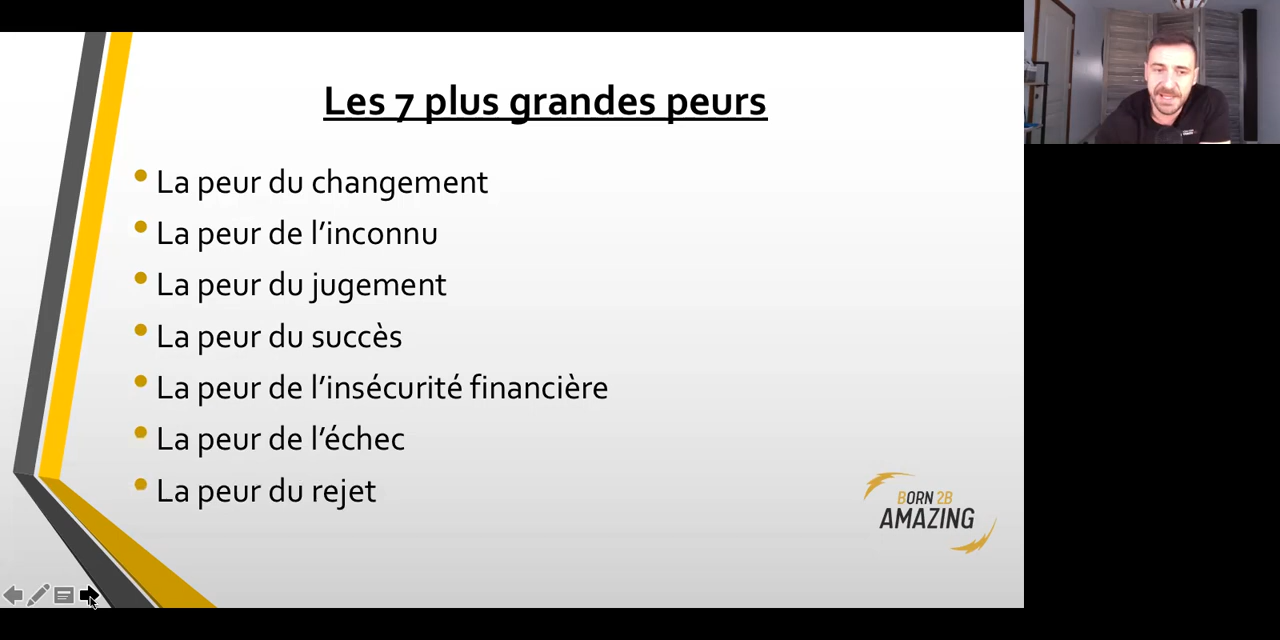 Les 7 plus grandes peurs
La peur du changement
La peur de l’inconnu
La peur du jugement
La peur du succès
La peur de l’insécurité financière
La peur de l’échec
La peur du rejet
BORN 2B
AMAZING